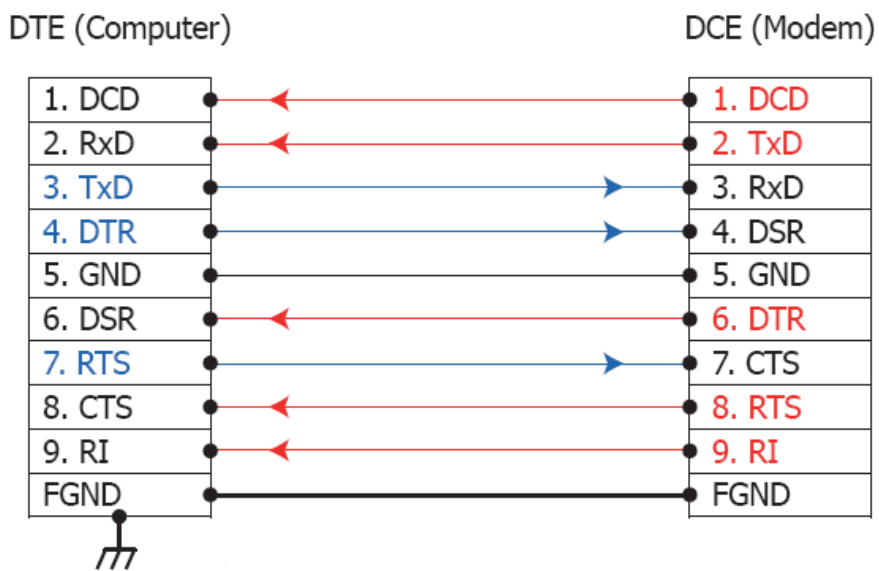 DTE (Computer) DCE (Modem)
1. DCD 1. DCD
2. RxD 2. TxD
3. TxD 3. RxD
4. DTR 4. DSR
5. GND 5. GND
6. DSR 6. DTR
7. RTS 7. CTS
8. CTS 8. RTS
9. RI 9. RI
FGND FGND